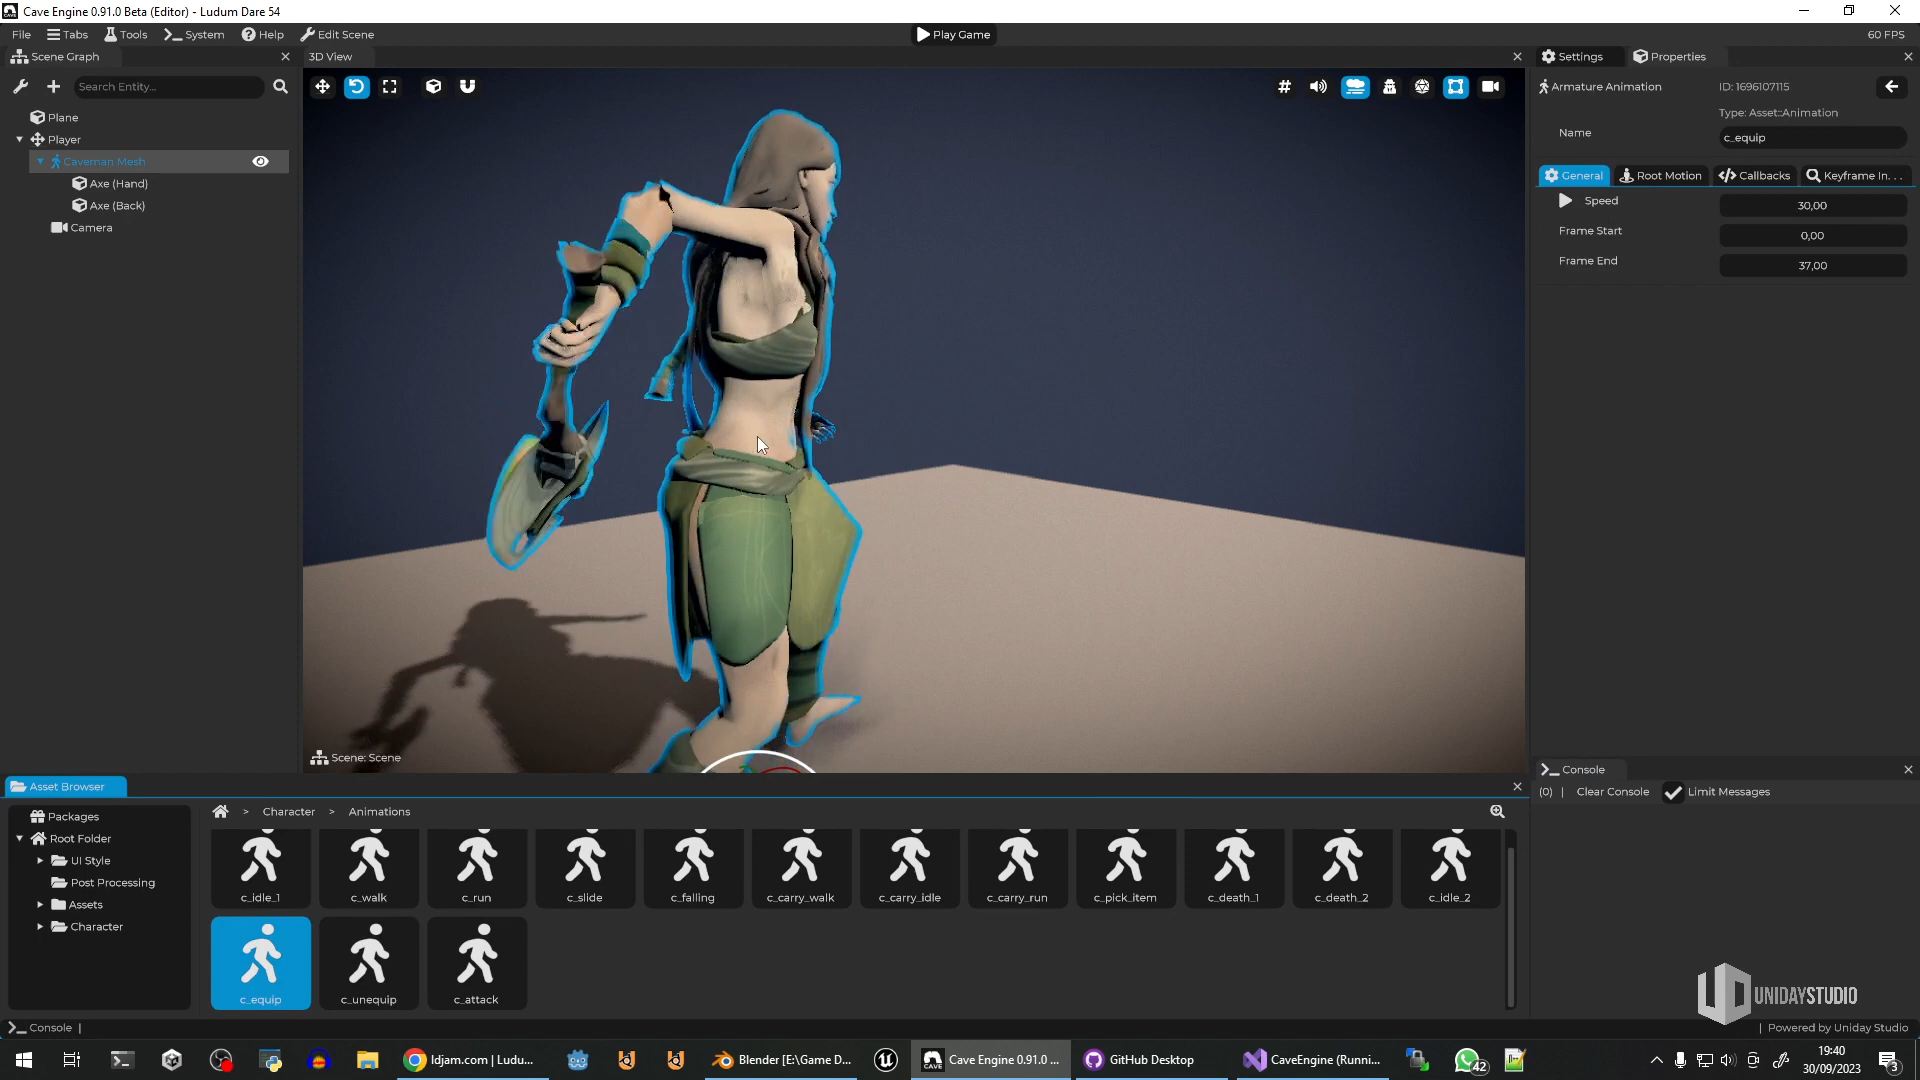 Cave Engine 0.91.0 Beta (Editor) - Ludum Dare 54
File Tabs Tools System Help Edit Scene Play Game 60 FPS
Scene Graph
3D View
Settings Properties
Search Entity...
Plane
Player
Caveman Mesh
Axe (Hand)
Axe (Back)
Camera
Scene: Scene
Armature Animation ID: 1696107115
Type: Asset::Animation
Name c_equip
General Root Motion Callbacks Keyframe In. . .
Speed 30,00
Frame Start 0,00
Frame End 37,00
Console
(0) | Clear Console Limit Messages
Asset Browser
Packages
Root Folder
UI Style
Post Processing
Assets
Character
> Character > Animations
c_idle_1 c_walk c_run c_slide c_falling c_carry_walk c_carry_idle c_carry_run c_pick_item c_death_1 c_death_2 c_idle_2
c_equip c_unequip c_attack
UNIDAYSTUDIO
Console |
| Powered by Uniday Studio
CAVE
ldjam.com | Ludu...
Blender [E:\Game D...
Cave Engine 0.91.0 ...
GitHub Desktop
CaveEngine (Runni...
42
19:40
30/09/2023
3